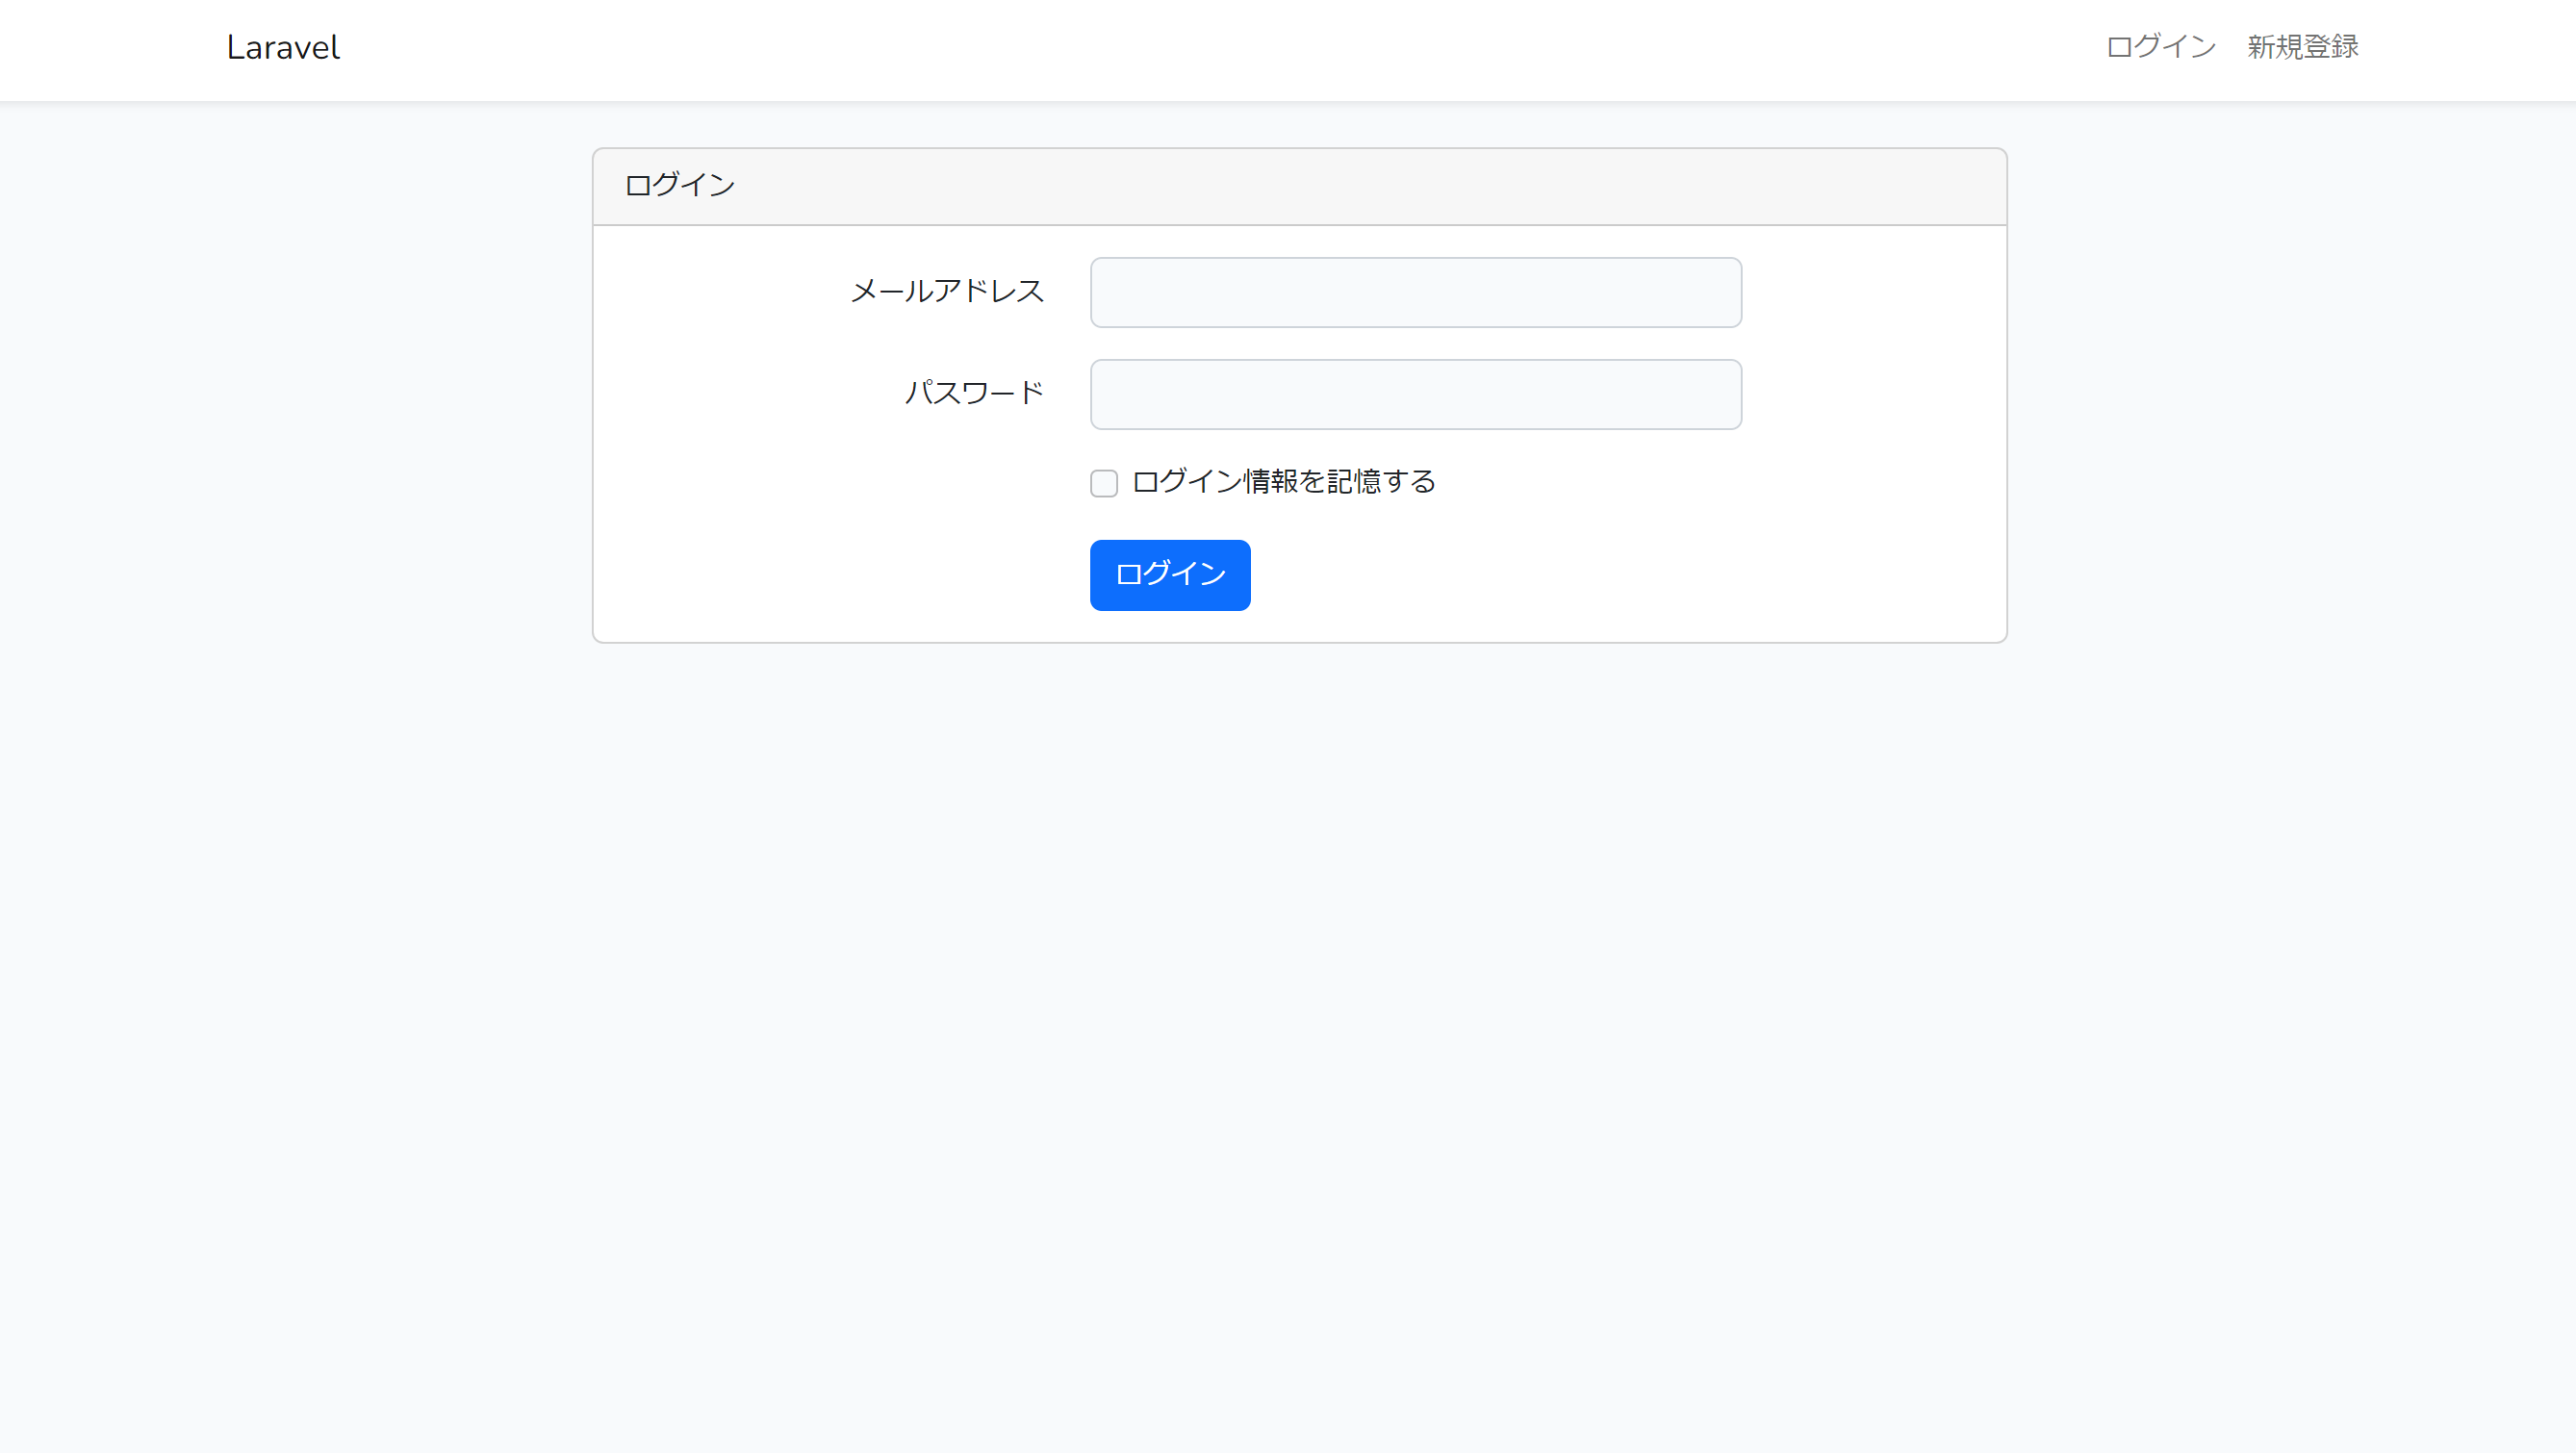 Laravel
ログイン 新規登録
ログイン
メールアドレス
パスワード
ログイン情報を記憶する
ログイン